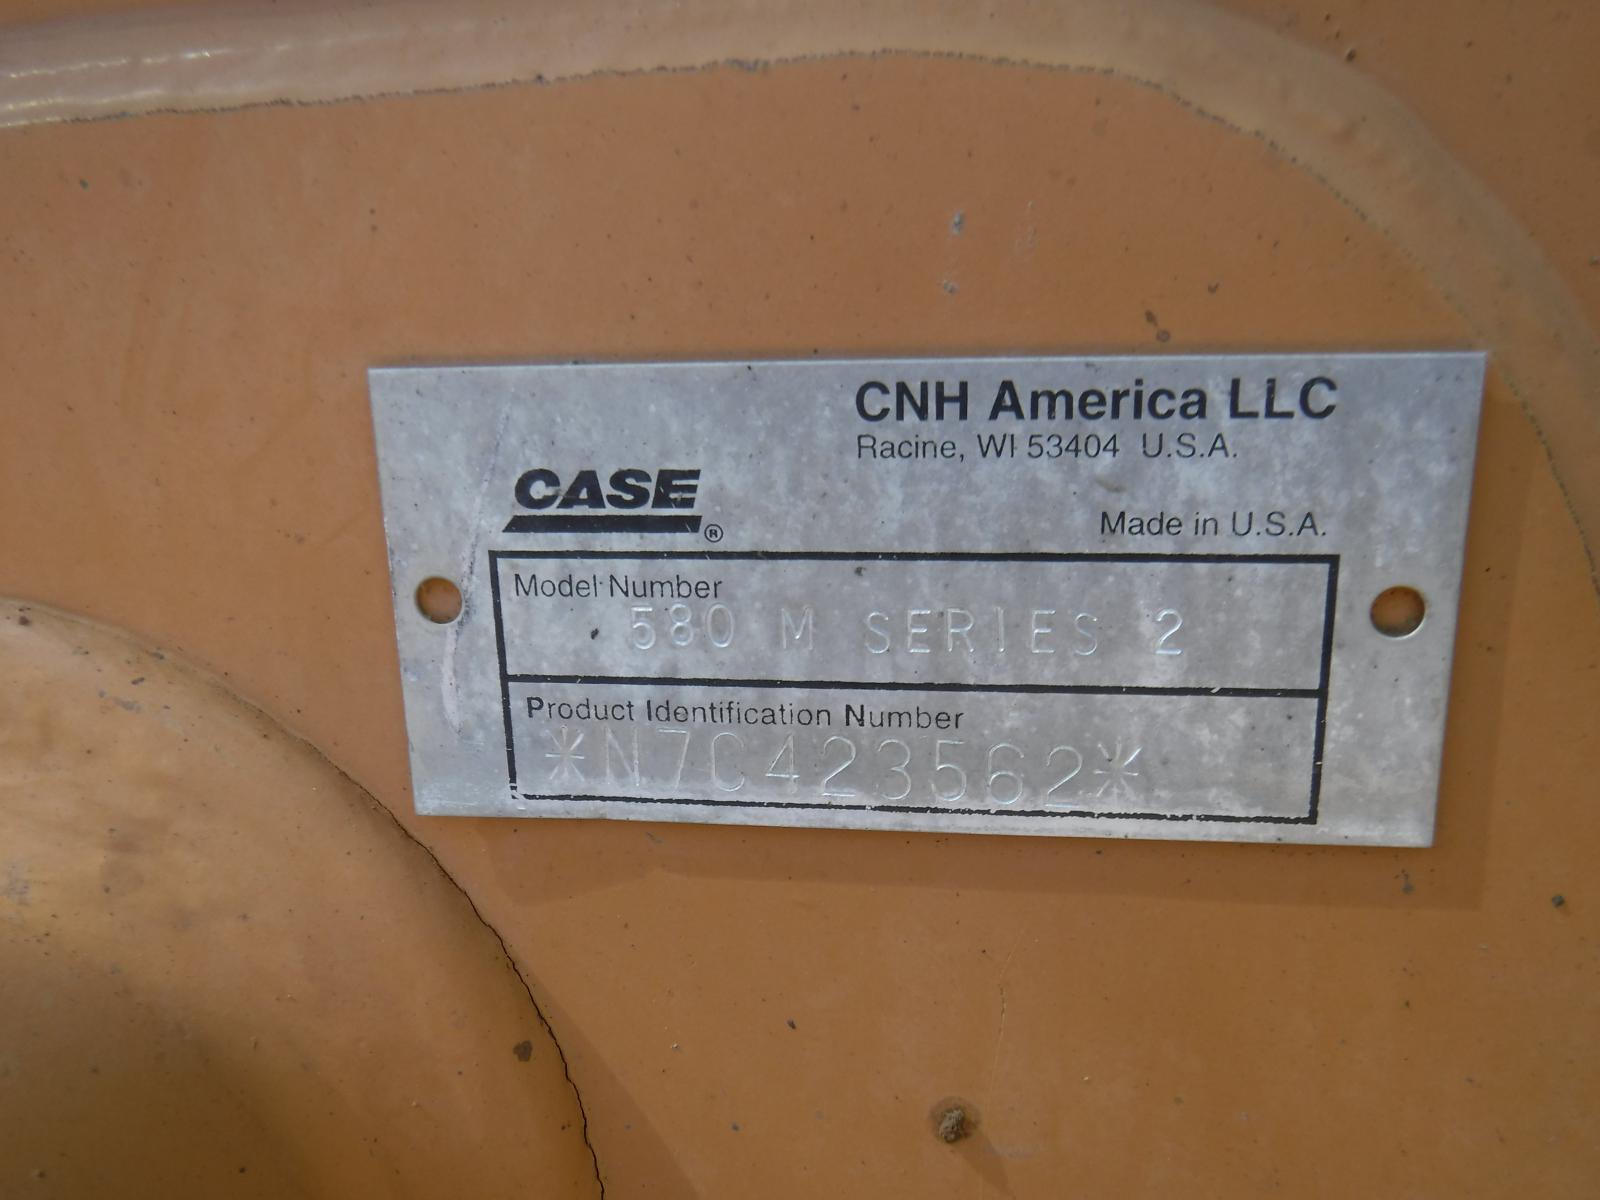 CNH America LLC
Racine, WI 53404 U.S.A.
CASE®
Made in U.S.A.
Model Number
580 M SERIES 2
Product Identification Number
*N7C423562*